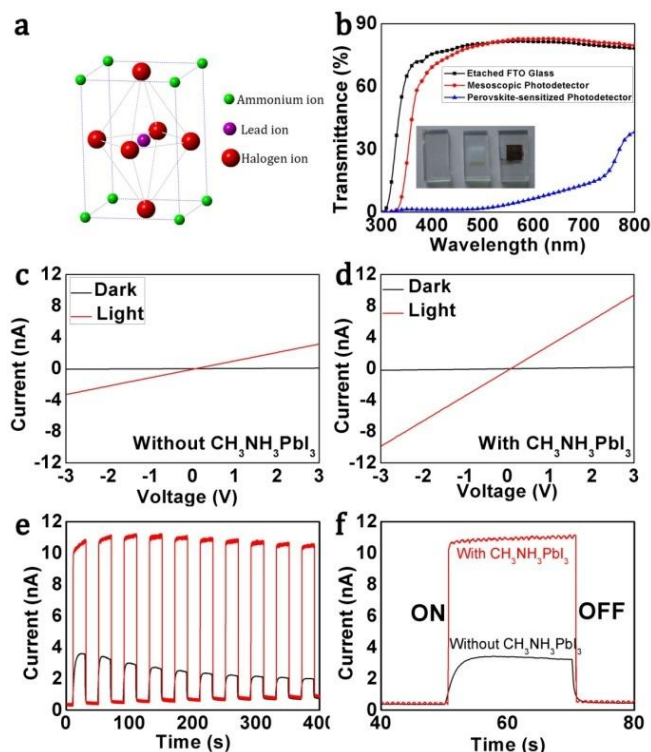 a
Ammonium ion
Lead ion
Halogen ion
b
Transmittance (%)
90
60
30
0
Etached FTO Glass
Mesoscopic Photodetector
Perovskite-sensitized Photodetector
300 400 500 600 700 800
Wavelength (nm)
c
Current (nA)
12
8
4
0
-4
-8
-12
Dark
Light
Without CH₃NH₃PbI₃
-3 -2 -1 0 1 2 3
Voltage (V)
d
Current (nA)
12
8
4
0
-4
-8
-12
Dark
Light
With CH₃NH₃PbI₃
-3 -2 -1 0 1 2 3
Voltage (V)
e
Current (nA)
12
10
8
6
4
2
0
0 100 200 300 400
Time (s)
f
Current (nA)
12
10
8
6
4
2
0
With CH₃NH₃PbI₃
ON
OFF
Without CH₃NH₃PbI₃
40 60 80
Time (s)